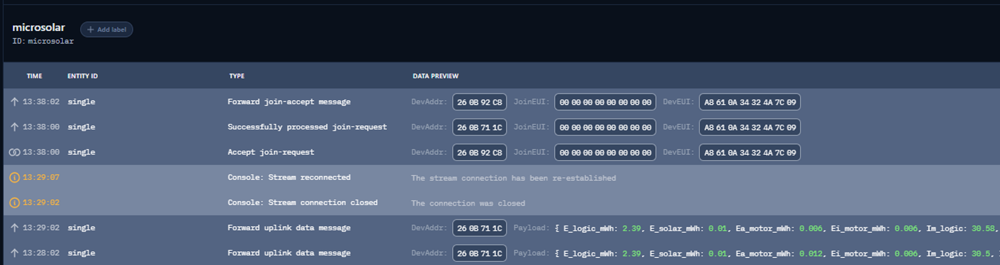 microsolar + Add label
ID: microsolar
TIME ENTITY ID TYPE DATA PREVIEW
13:38:02 single Forward join-accept message DevAddr: 26 0B 92 C8 JoinEUI: 00 00 00 00 00 00 00 00 DevEUI: A8 61 0A 34 32 4A 7C 09
13:38:00 single Successfully processed join-request DevAddr: 26 0B 71 1C JoinEUI: 00 00 00 00 00 00 00 00 DevEUI: A8 61 0A 34 32 4A 7C 09
13:38:00 single Accept join-request DevAddr: 26 0B 92 C8 JoinEUI: 00 00 00 00 00 00 00 00 DevEUI: A8 61 0A 34 32 4A 7C 09
13:29:07 Console: Stream reconnected The stream connection has been re-established
13:29:02 Console: Stream connection closed The connection was closed
13:29:02 single Forward uplink data message DevAddr: 26 0B 71 1C Payload: { E_logic_mWh: 2.39, E_solar_mWh: 0.01, Ea_motor_mWh: 0.006, Ei_motor_mWh: 0.006, Im_logic: 30.58,
13:28:02 single Forward uplink data message DevAddr: 26 0B 71 1C Payload: { E_logic_mWh: 2.39, E_solar_mWh: 0.01, Ea_motor_mWh: 0.012, Ei_motor_mWh: 0.006, Im_logic: 30.5,